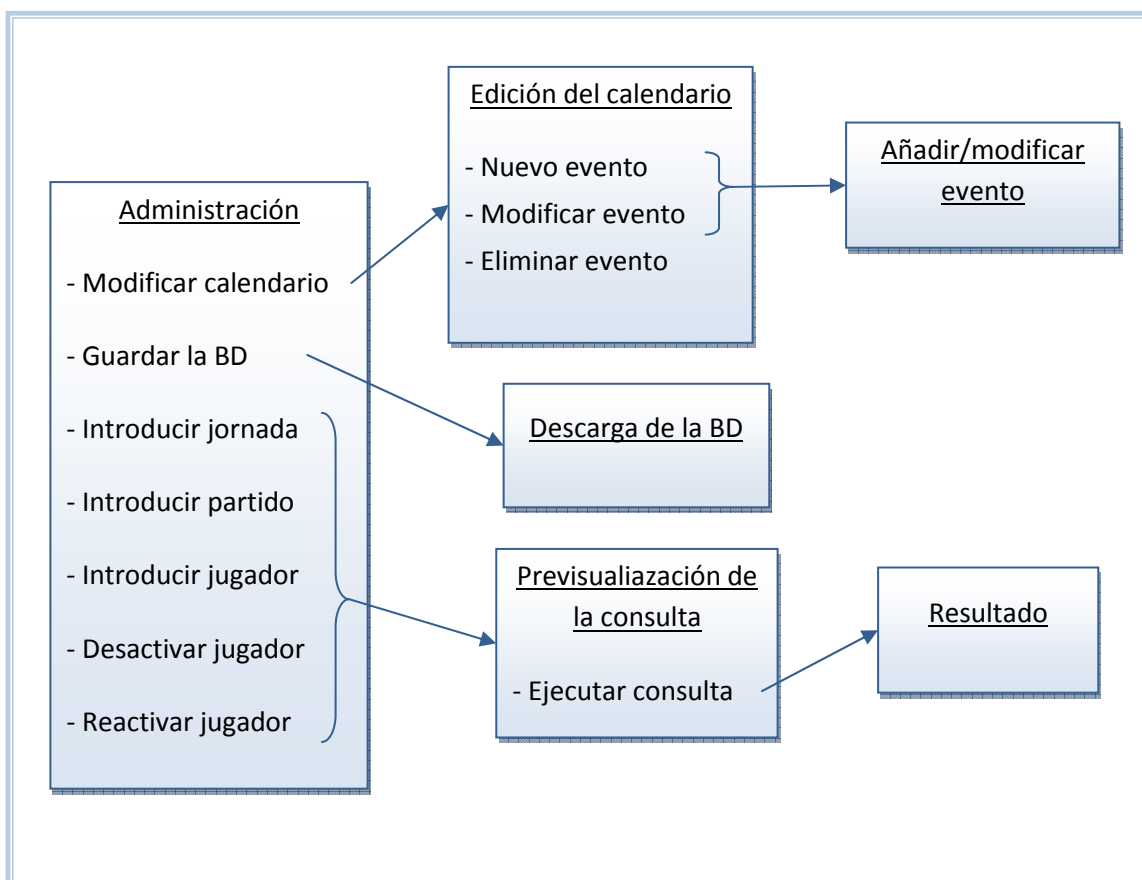 Administración
- Modificar calendario
- Guardar la BD
- Introducir jornada
- Introducir partido
- Introducir jugador
- Desactivar jugador
- Reactivar jugador
Edición del calendario
- Nuevo evento
- Modificar evento
- Eliminar evento
Añadir/modificar
evento
Descarga de la BD
Previsualiazación de
la consulta
- Ejecutar consulta
Resultado